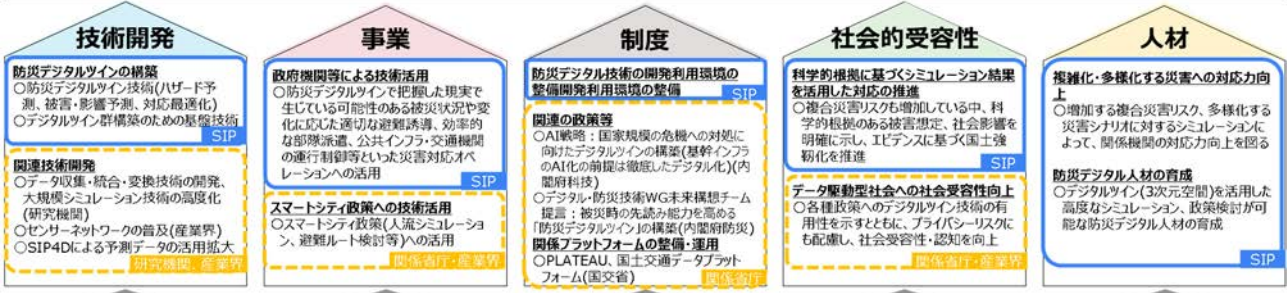 技術開発
防災デジタルツインの構築
○防災デジタルツイン技術(ハザード予
測、被害・影響予測、対応最適化)
○デジタルツイン群構築のための基盤技術
SIP
関連技術開発
○データ収集・統合・変換技術の開発、
大規模シミュレーション技術の高度化
(研究機関)
○センサーネットワークの普及(産業界)
○SIP4Dによる予測データの活用拡大
研究機関、産業界
事業
政府機関等による技術活用
○防災デジタルツインで把握した現実で
生じている可能性のある被災状況や変
化に応じた適切な避難誘導、効率的
な部隊派遣、公共インフラ・交通機関
の運行制御等といった災害対応オペ
レーションへの活用
SIP
スマートシティ政策への技術活用
○スマートシティ政策(人流シミュレーショ
ン、避難ルート検討等)への活用
関係省庁・産業界
制度
防災デジタル技術の開発利用環境の
整備開発利用環境の整備
SIP
関連の政策等
○AI戦略：国家規模の危機への対処に
向けたデジタルツインの構築(基幹インフラ
のAI化の前提は徹底したデジタル化)(内
閣府科技)
○デジタル・防災技術WG未来構想チーム
提言：被災時の先読み能力を高める
「防災デジタルツイン」の構築(内閣府防災)
関係プラットフォームの整備・運用
○PLATEAU、国土交通データプラット
フォーム(国交省)
関係省庁
社会的受容性
科学的根拠に基づくシミュレーション結果
を活用した対応の推進
○複合災害リスクも増加している中、科
学的根拠のある被害想定、社会影響を
明確に示し、エビデンスに基づく国土強
靱化を推進
SIP
データ駆動型社会への社会受容性向上
○各種政策へのデジタルツイン技術の有
用性を示すとともに、プライバシーリスクに
も配慮し、社会受容性・認知を向上
関係省庁・産業界
人材
複雑化・多様化する災害への対応力向
上
○増加する複合災害リスク、多様化する
災害シナリオに対するシミュレーションに
よって、関係機関の対応力向上を図る
防災デジタル人材の育成
○デジタルツイン(3次元空間)を活用した
高度なシミュレーション、政策検討が可
能な防災デジタル人材の育成
SIP